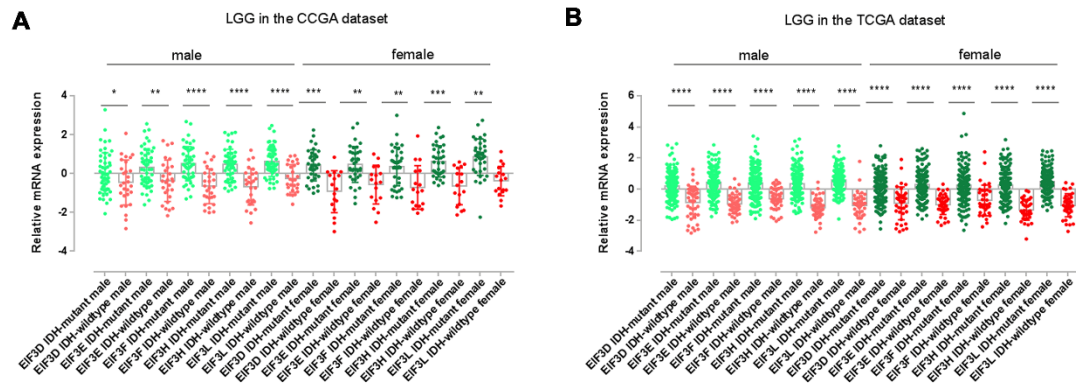 A
LGG in the CCGA dataset
male
female
* ** **** **** **** *** ** ** *** **
Relative mRNA expression
4
2
0
-2
-4
EIF3D IDH-mutant male
EIF3D IDH-wildtype male
EIF3E IDH-mutant male
EIF3E IDH-wildtype male
EIF3F IDH-mutant male
EIF3F IDH-wildtype male
EIF3H IDH-mutant male
EIF3H IDH-wildtype male
EIF3L IDH-mutant male
EIF3L IDH-wildtype male
EIF3D IDH-mutant female
EIF3D IDH-wildtype female
EIF3E IDH-mutant female
EIF3E IDH-wildtype female
EIF3F IDH-mutant female
EIF3F IDH-wildtype female
EIF3H IDH-mutant female
EIF3H IDH-wildtype female
EIF3L IDH-mutant female
EIF3L IDH-wildtype female
B
LGG in the TCGA dataset
male
female
**** **** **** **** **** **** **** **** **** ****
Relative mRNA expression
6
4
2
0
-2
-4
EIF3D IDH-mutant male
EIF3D IDH-wildtype male
EIF3E IDH-mutant male
EIF3E IDH-wildtype male
EIF3F IDH-mutant male
EIF3F IDH-wildtype male
EIF3H IDH-mutant male
EIF3H IDH-wildtype male
EIF3L IDH-mutant male
EIF3L IDH-wildtype male
EIF3D IDH-mutant female
EIF3D IDH-wildtype female
EIF3E IDH-mutant female
EIF3E IDH-wildtype female
EIF3F IDH-mutant female
EIF3F IDH-wildtype female
EIF3H IDH-mutant female
EIF3H IDH-wildtype female
EIF3L IDH-mutant female
EIF3L IDH-wildtype female